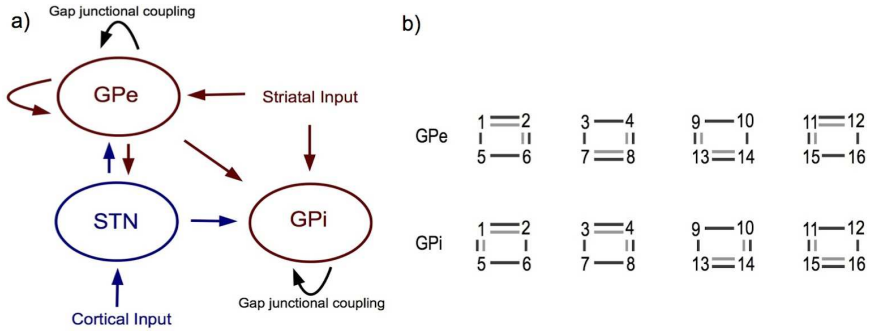 a)
Gap junctional coupling
GPe
Striatal Input
STN
GPi
Gap junctional coupling
Cortical Input
b)
GPe
1 2 3 4 9 10 11 12
5 6 7 8 13 14 15 16
GPi
1 2 3 4 9 10 11 12
5 6 7 8 13 14 15 16